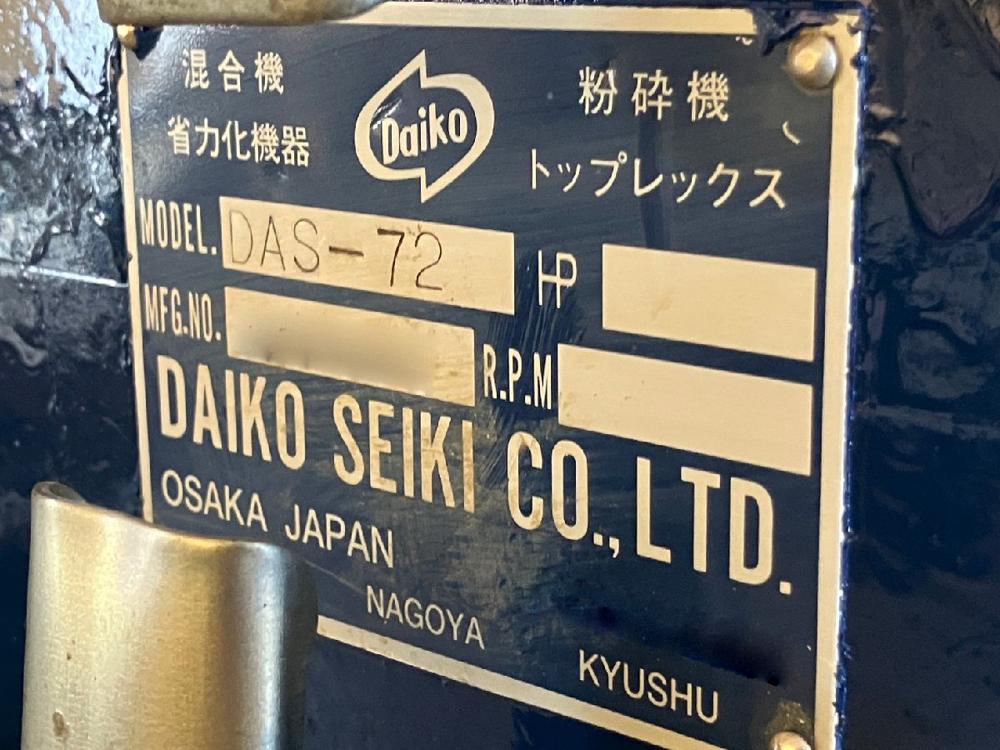 混合機
省力化機器
Daiko
粉砕機
トップレックス
MODEL. DAS-72
HP
MFG.NO.
R.P.M
DAIKO SEIKI CO.,LTD.
OSAKA JAPAN
NAGOYA
KYUSHU